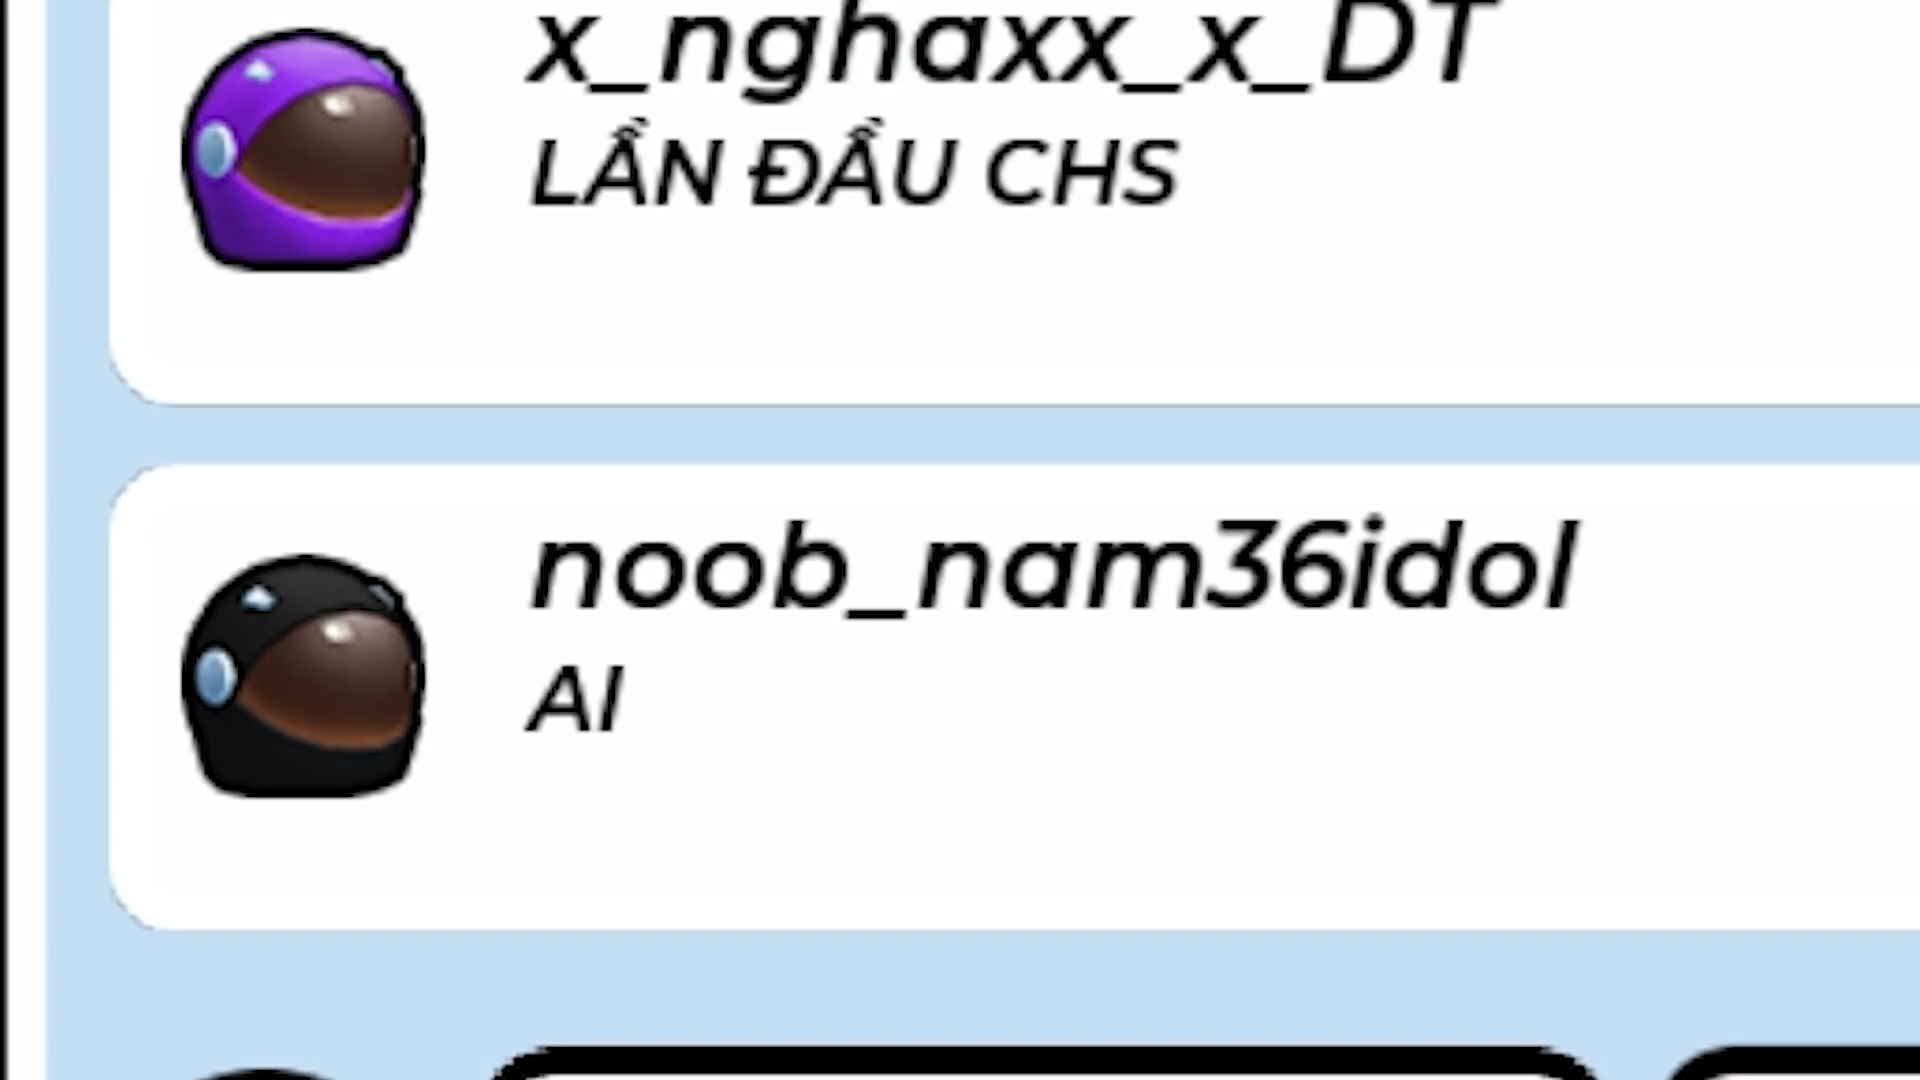 x_nghaxx_x_DT
LẦN ĐẦU CHS
noob_nam36idol
AI